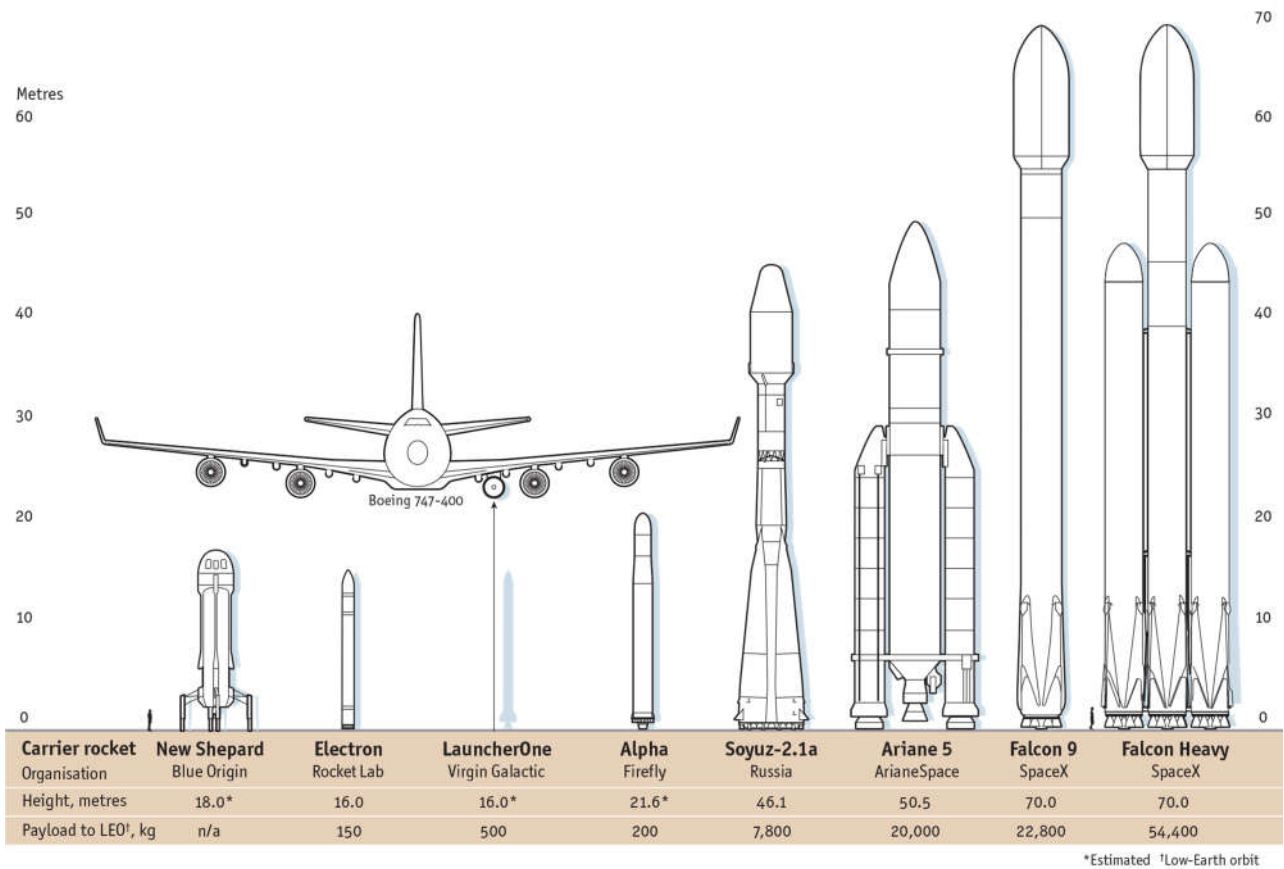 70
Metres
60 60
50 50
40 40
30 30
Boeing 747-400
20 20
10 10
0 0
Carrier rocket New Shepard Electron LauncherOne Alpha Soyuz-2.1a Ariane 5 Falcon 9 Falcon Heavy
Organisation Blue Origin Rocket Lab Virgin Galactic Firefly Russia ArianeSpace SpaceX SpaceX
Height, metres 18.0* 16.0 16.0* 21.6* 46.1 50.5 70.0 70.0
Payload to LEO†, kg n/a 150 500 200 7,800 20,000 22,800 54,400
*Estimated †Low-Earth orbit